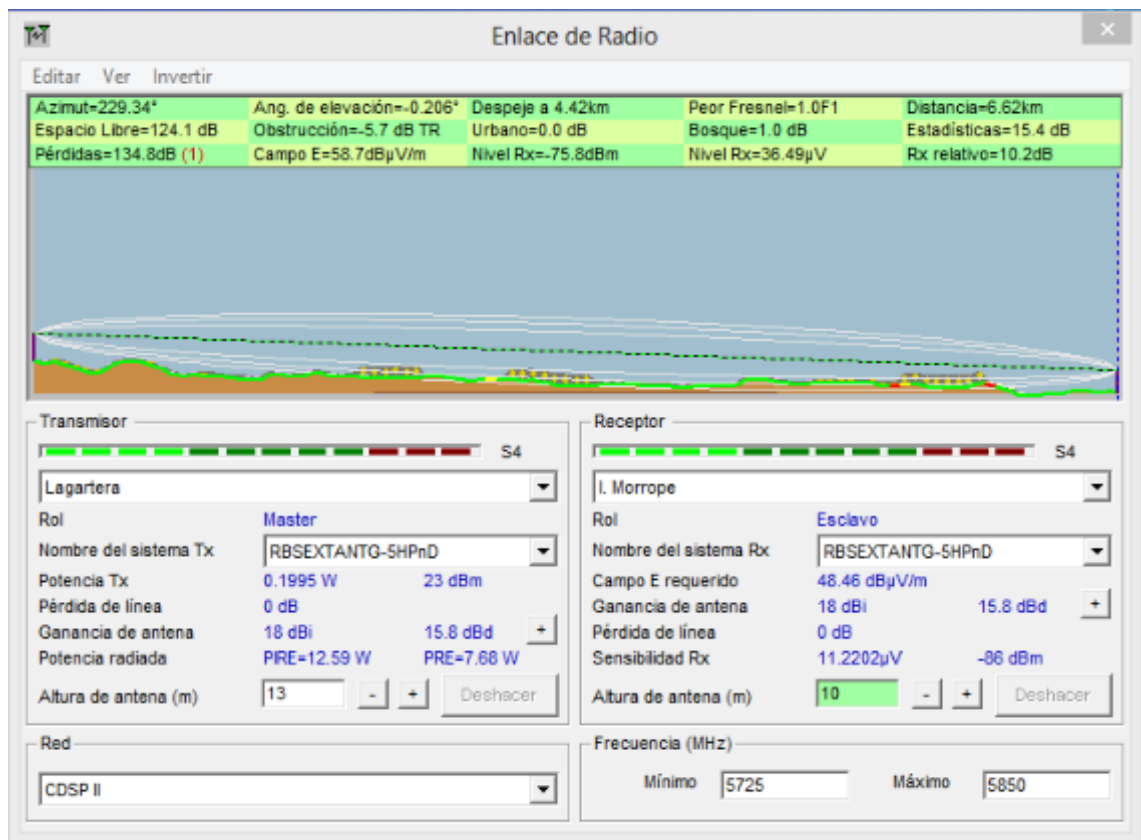 Enlace de Radio
Editar Ver Invertir
Azimut=229.34° Ang. de elevación=-0.206° Despeje a 4.42km Peor Fresnel=1.0F1 Distancia=6.62km
Espacio Libre=124.1 dB Obstrucción=-5.7 dB TR Urbano=0.0 dB Bosque=1.0 dB Estadísticas=15.4 dB
Pérdidas=134.8dB (1) Campo E=58.7dBµV/m Nivel Rx=-75.8dBm Nivel Rx=36.49µV Rx relativo=10.2dB
Transmisor
S4
Lagartera
Rol Master
Nombre del sistema Tx RBSEXTANTG-5HPnD
Potencia Tx 0.1995 W 23 dBm
Pérdida de línea 0 dB
Ganancia de antena 18 dBi 15.8 dBd +
Potencia radiada PIRE=12.59 W PRE=7.68 W
Altura de antena (m) 13 - + Deshacer
Receptor
S4
I. Morrope
Rol Esclavo
Nombre del sistema Rx RBSEXTANTG-5HPnD
Campo E requerido 48.46 dBµV/m
Ganancia de antena 18 dBi 15.8 dBd +
Pérdida de línea 0 dB
Sensibilidad Rx 11.2202µV -86 dBm
Altura de antena (m) 10 - + Deshacer
Red
CDSP II
Frecuencia (MHz)
Mínimo 5725 Máximo 5850